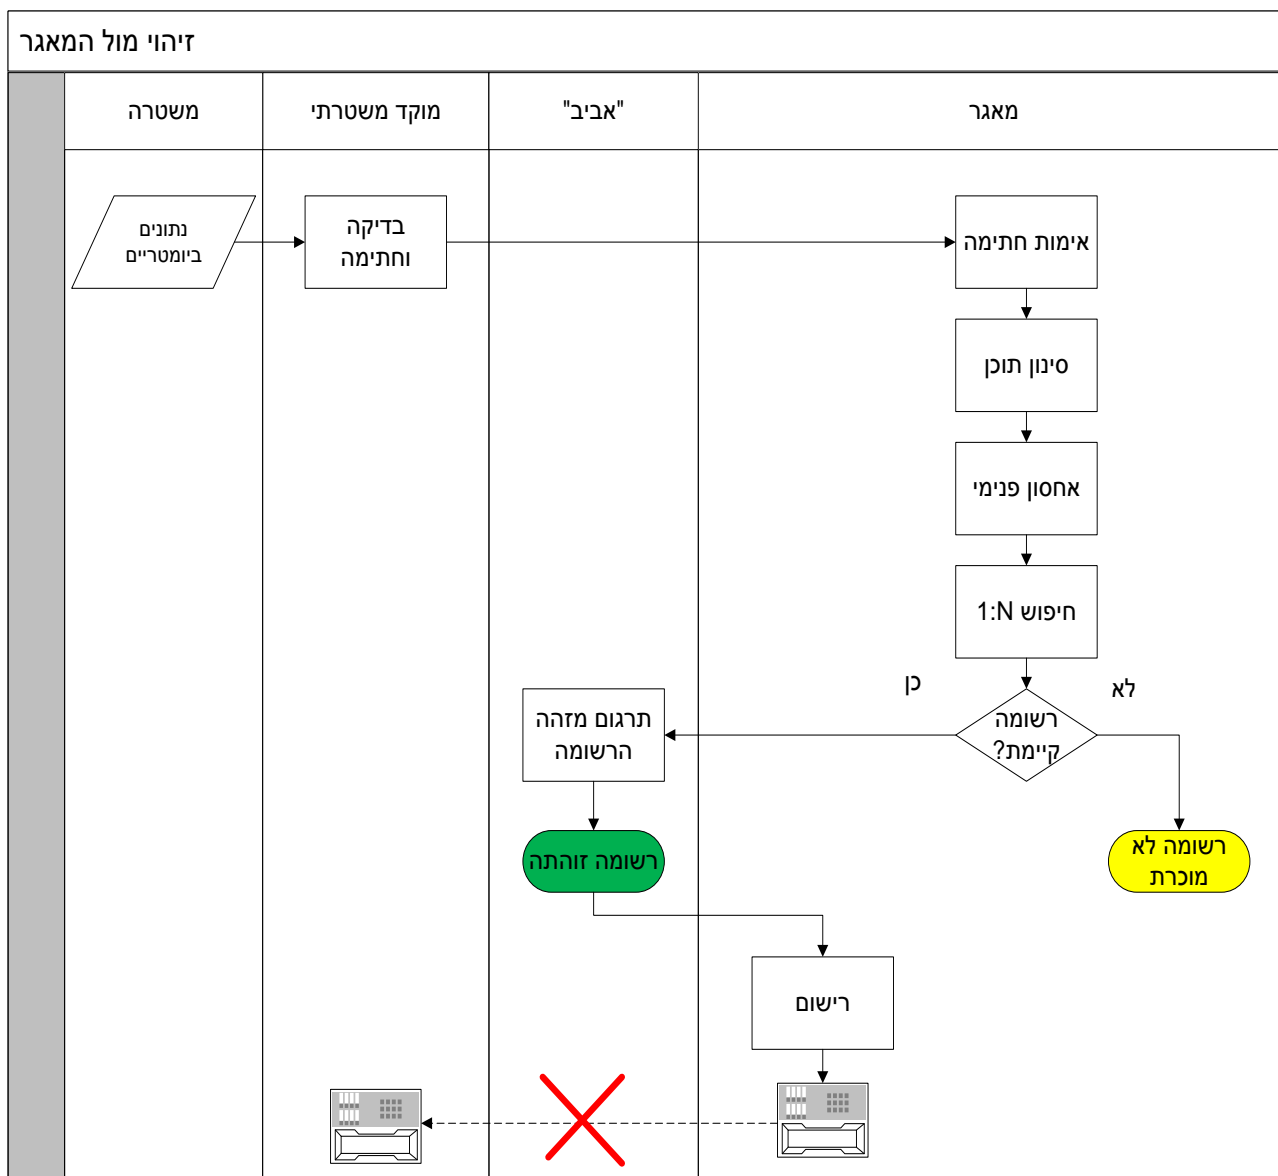 זיהוי מול המאגר
משטרה
מוקד משטרתי
"אביב"
מאגר
נתונים
ביומטריים
בדיקה
וחתימה
אימות חתימה
סינון תוכן
אחסון פנימי
חיפוש 1:N
כן
לא
רשומה
קיימת?
תרגום מזהה
הרשומה
רשומה זוהתה
רשומה לא
מוכרת
רישום